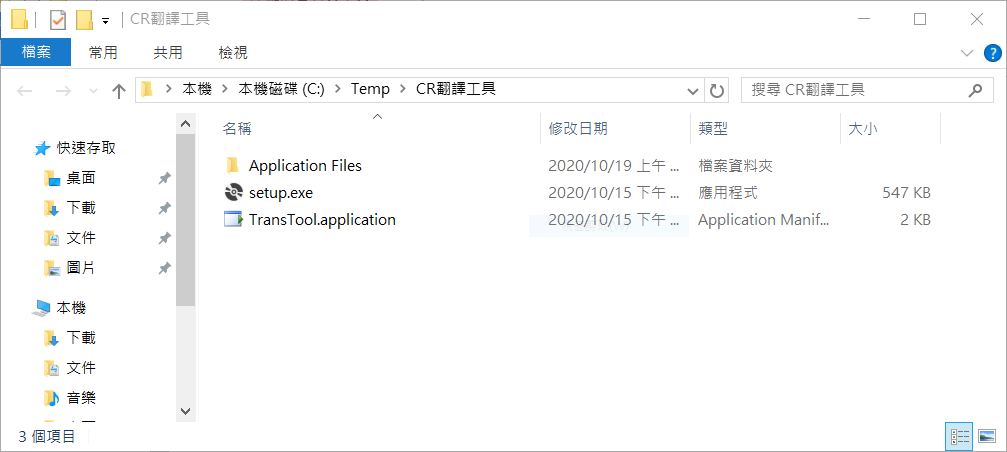 CR翻譯工具
檔案 常用 共用 檢視
本機 本機磁碟 (C:) Temp CR翻譯工具 搜尋 CR翻譯工具
名稱 修改日期 類型 大小
快速存取
桌面
下載
文件
圖片
本機
下載
文件
音樂
Application Files 2020/10/19 上午 ... 檔案資料夾
setup.exe 2020/10/15 下午 ... 應用程式 547 KB
TransTool.application 2020/10/15 下午 ... Application Manif... 2 KB
3 個項目